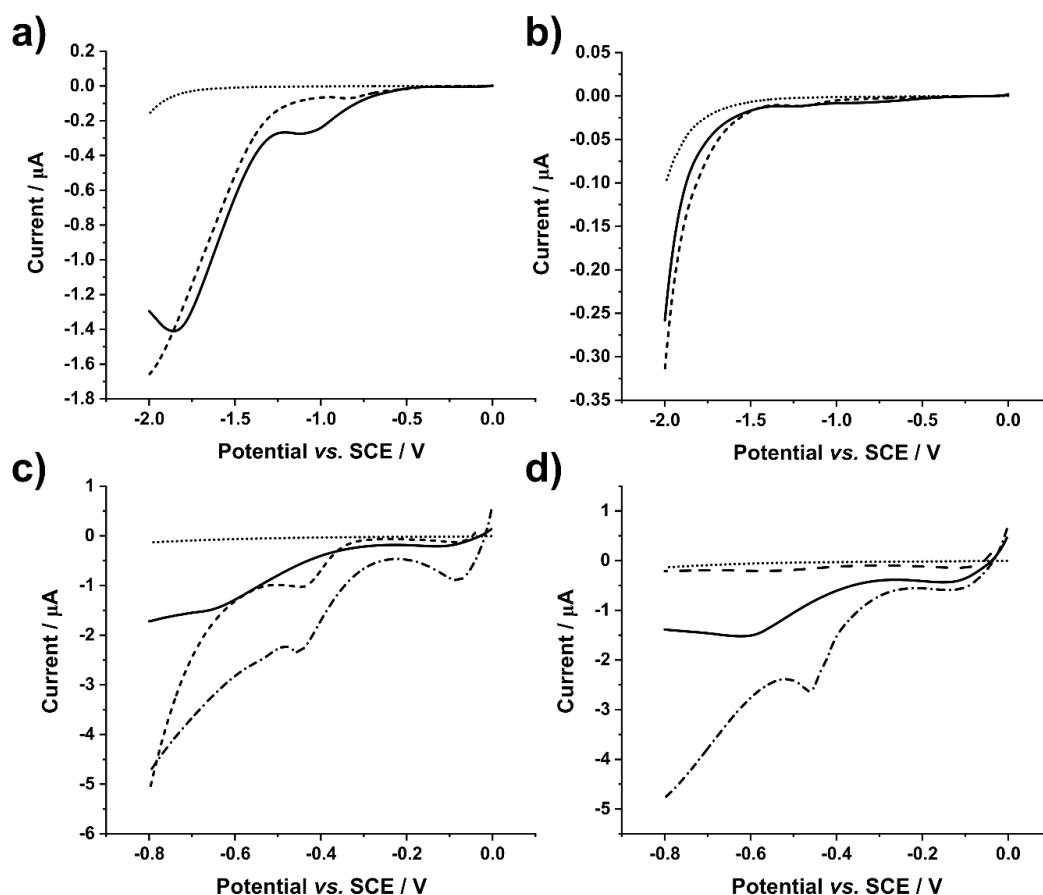 a)
0.2
0.0
-0.2
-0.4
-0.6
-0.8
-1.0
-1.2
-1.4
-1.6
-1.8
Current / µA
-2.0 -1.5 -1.0 -0.5 0.0
Potential vs. SCE / V
b)
0.05
0.00
-0.05
-0.10
-0.15
-0.20
-0.25
-0.30
-0.35
Current / µA
-2.0 -1.5 -1.0 -0.5 0.0
Potential vs. SCE / V
c)
1
0
-1
-2
-3
-4
-5
-6
Current / µA
-0.8 -0.6 -0.4 -0.2 0.0
Potential vs. SCE / V
d)
1
0
-1
-2
-3
-4
-5
Current / µA
-0.8 -0.6 -0.4 -0.2 0.0
Potential vs. SCE / V